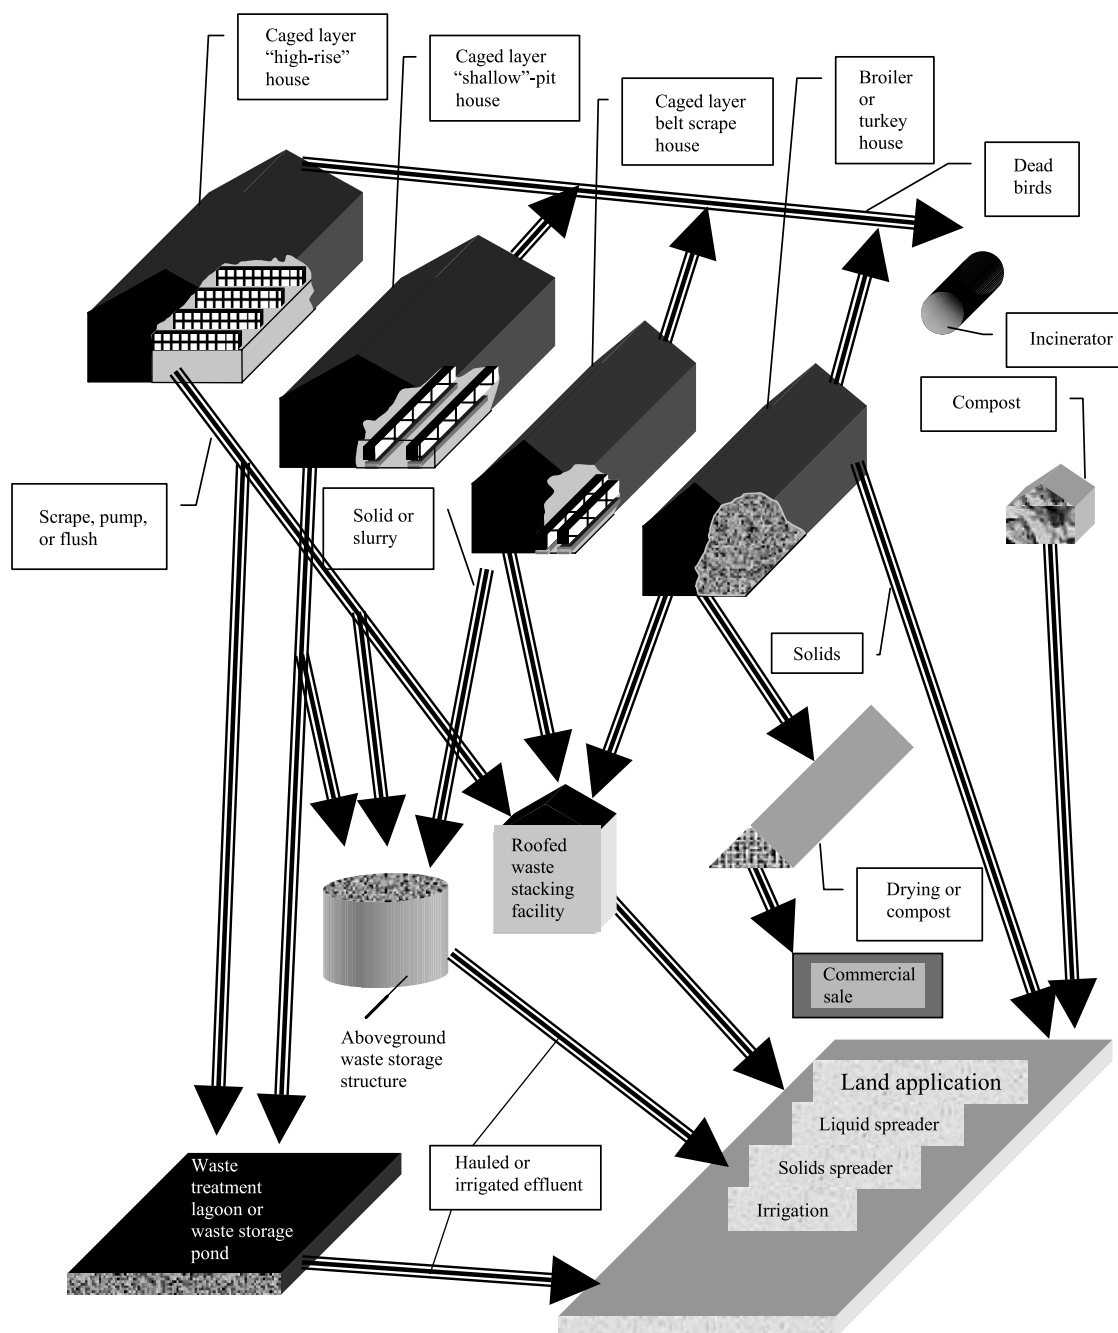 Caged layer
“high-rise”
house
Caged layer
“shallow”-pit
house
Caged layer
belt scrape
house
Broiler
or
turkey
house
Dead
birds
Incinerator
Compost
Scrape, pump,
or flush
Solid or
slurry
Solids
Roofed
waste
stacking
facility
Drying or
compost
Commercial
sale
Aboveground
waste storage
structure
Land application
Liquid spreader
Solids spreader
Irrigation
Hauled or
irrigated effluent
Waste
treatment
lagoon or
waste storage
pond